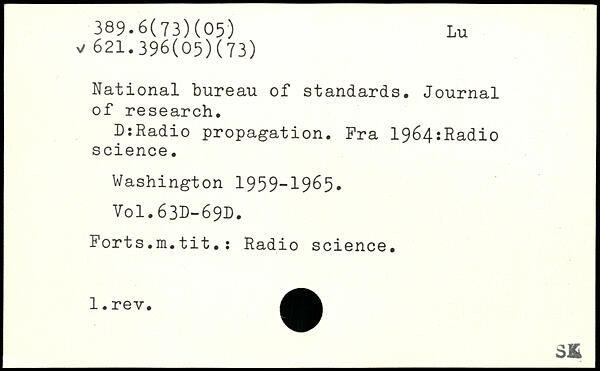 389.6(73)(05) Lu
v 621.396(05)(73)
National bureau of standards. Journal
of research.
D:Radio propagation. Fra 1964:Radio
science.
Washington 1959-1965.
Vol.63D-69D.
Forts.m.tit.: Radio science.
1.rev.
SK